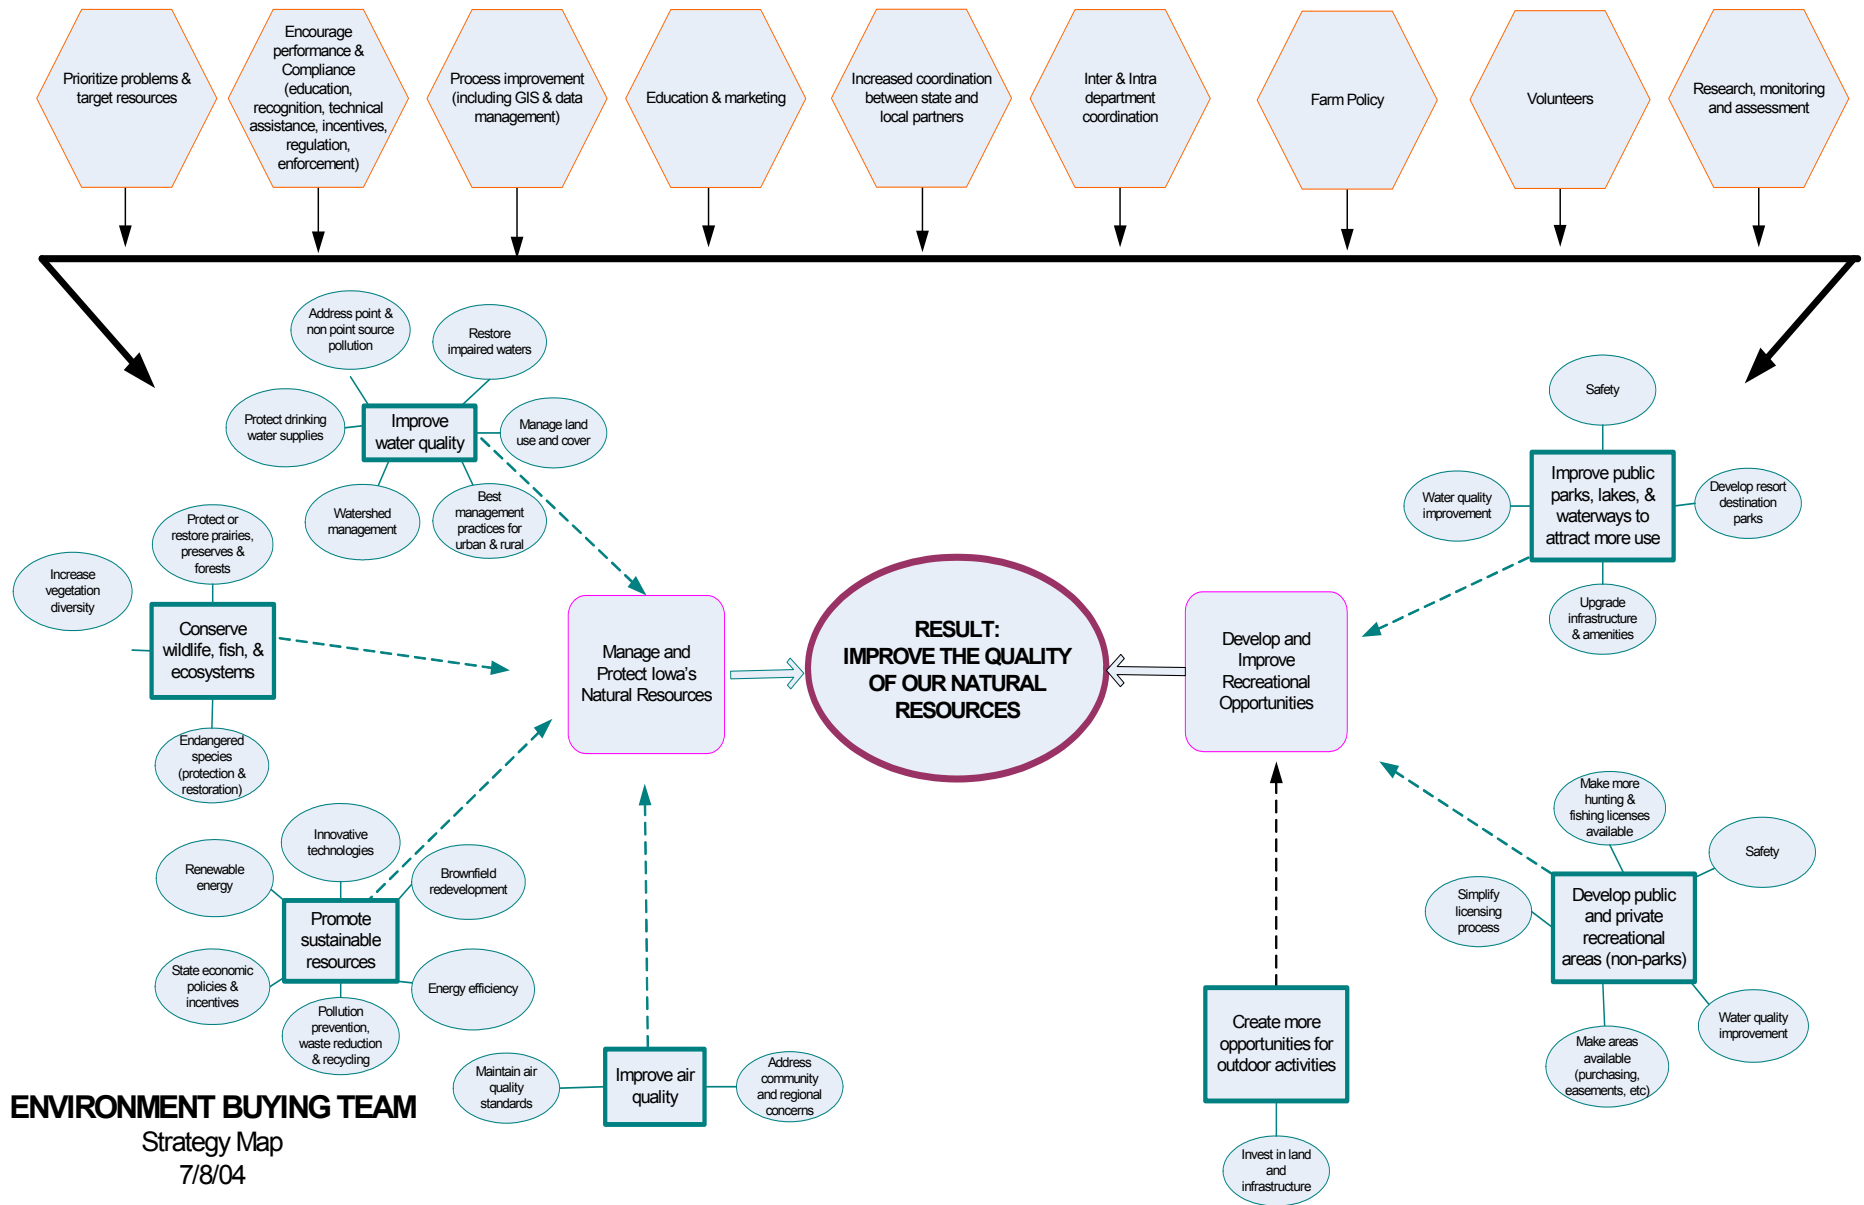 Prioritize problems &
target resources
Encourage
performance &
Compliance
(education,
recognition, technical
assistance, incentives,
regulation,
enforcement)
Process improvement
(including GIS & data
management)
Education & marketing
Increased coordination
between state and
local partners
Inter & Intra
department
coordination
Farm Policy
Volunteers
Research, monitoring
and assessment
Address point &
non point source
pollution
Restore
impaired waters
Protect drinking
water supplies
Improve
water quality
Manage land
use and cover
Watershed
management
Best
management
practices for
urban & rural
Protect or
restore prairies,
preserves &
forests
Increase
vegetation
diversity
Conserve
wildlife, fish, &
ecosystems
Endangered
species
(protection &
restoration)
Innovative
technologies
Renewable
energy
Brownfield
redevelopment
Promote
sustainable
resources
State economic
policies &
incentives
Energy efficiency
Pollution
prevention,
waste reduction
& recycling
Maintain air
quality
standards
Improve air
quality
Address
community
and regional
concerns
Manage and
Protect Iowa's
Natural Resources
RESULT:
IMPROVE THE QUALITY
OF OUR NATURAL
RESOURCES
Develop and
Improve
Recreational
Opportunities
Safety
Water quality
improvement
Improve public
parks, lakes, &
waterways to
attract more use
Develop resort
destination
parks
Upgrade
infrastructure
& amenities
Make more
hunting &
fishing licenses
available
Safety
Simplify
licensing
process
Develop public
and private
recreational
areas (non-parks)
Water quality
improvement
Make areas
available
(purchasing,
easements, etc)
Create more
opportunities for
outdoor activities
Invest in land
and
infrastructure
ENVIRONMENT BUYING TEAM
Strategy Map
7/8/04